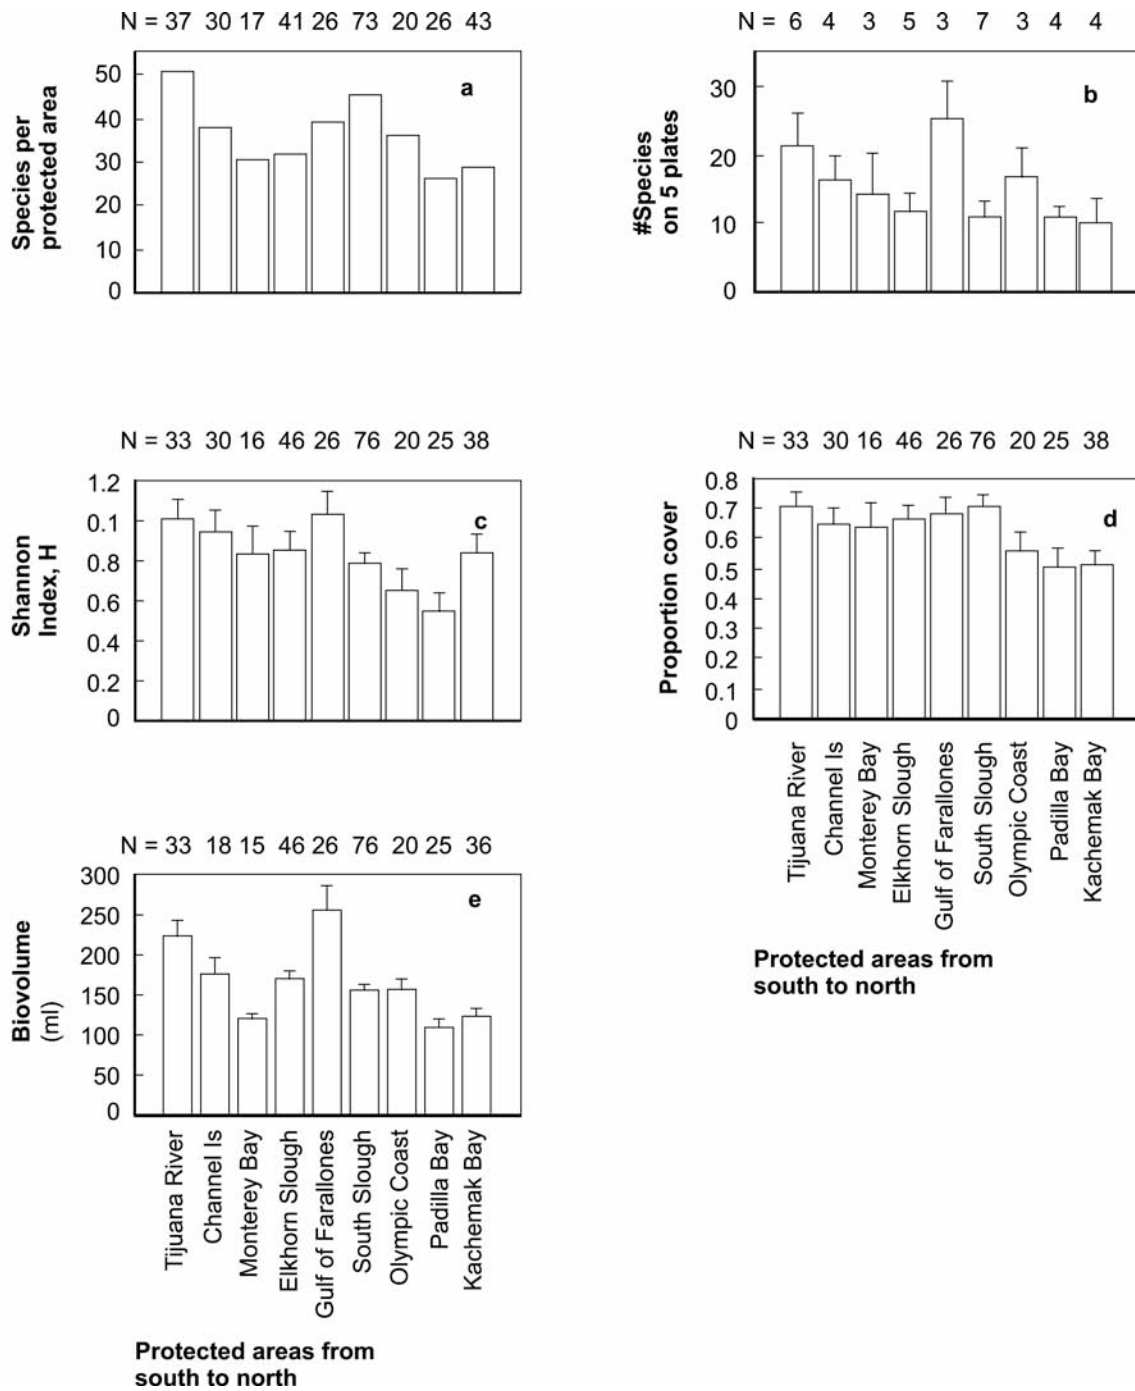 N = 37 30 17 41 26 73 20 26 43
50
40
30
20
10
0
Species per
protected area
a
N = 6 4 3 5 3 7 3 4 4
30
20
10
0
#Species
on 5 plates
b
N = 33 30 16 46 26 76 20 25 38
1.2
0.1
0.8
0.6
0.4
0.2
0
Shannon
Index, H
c
N = 33 30 16 46 26 76 20 25 38
0.8
0.7
0.6
0.5
0.4
0.3
0.2
0.1
0
Proportion cover
d
Tijuana River
Channel Is
Monterey Bay
Elkhorn Slough
Gulf of Farallones
South Slough
Olympic Coast
Padilla Bay
Kachemak Bay
Protected areas from
south to north
N = 33 18 15 46 26 76 20 25 36
300
250
200
150
100
50
0
Biovolume
(ml)
e
Tijuana River
Channel Is
Monterey Bay
Elkhorn Slough
Gulf of Farallones
South Slough
Olympic Coast
Padilla Bay
Kachemak Bay
Protected areas from
south to north